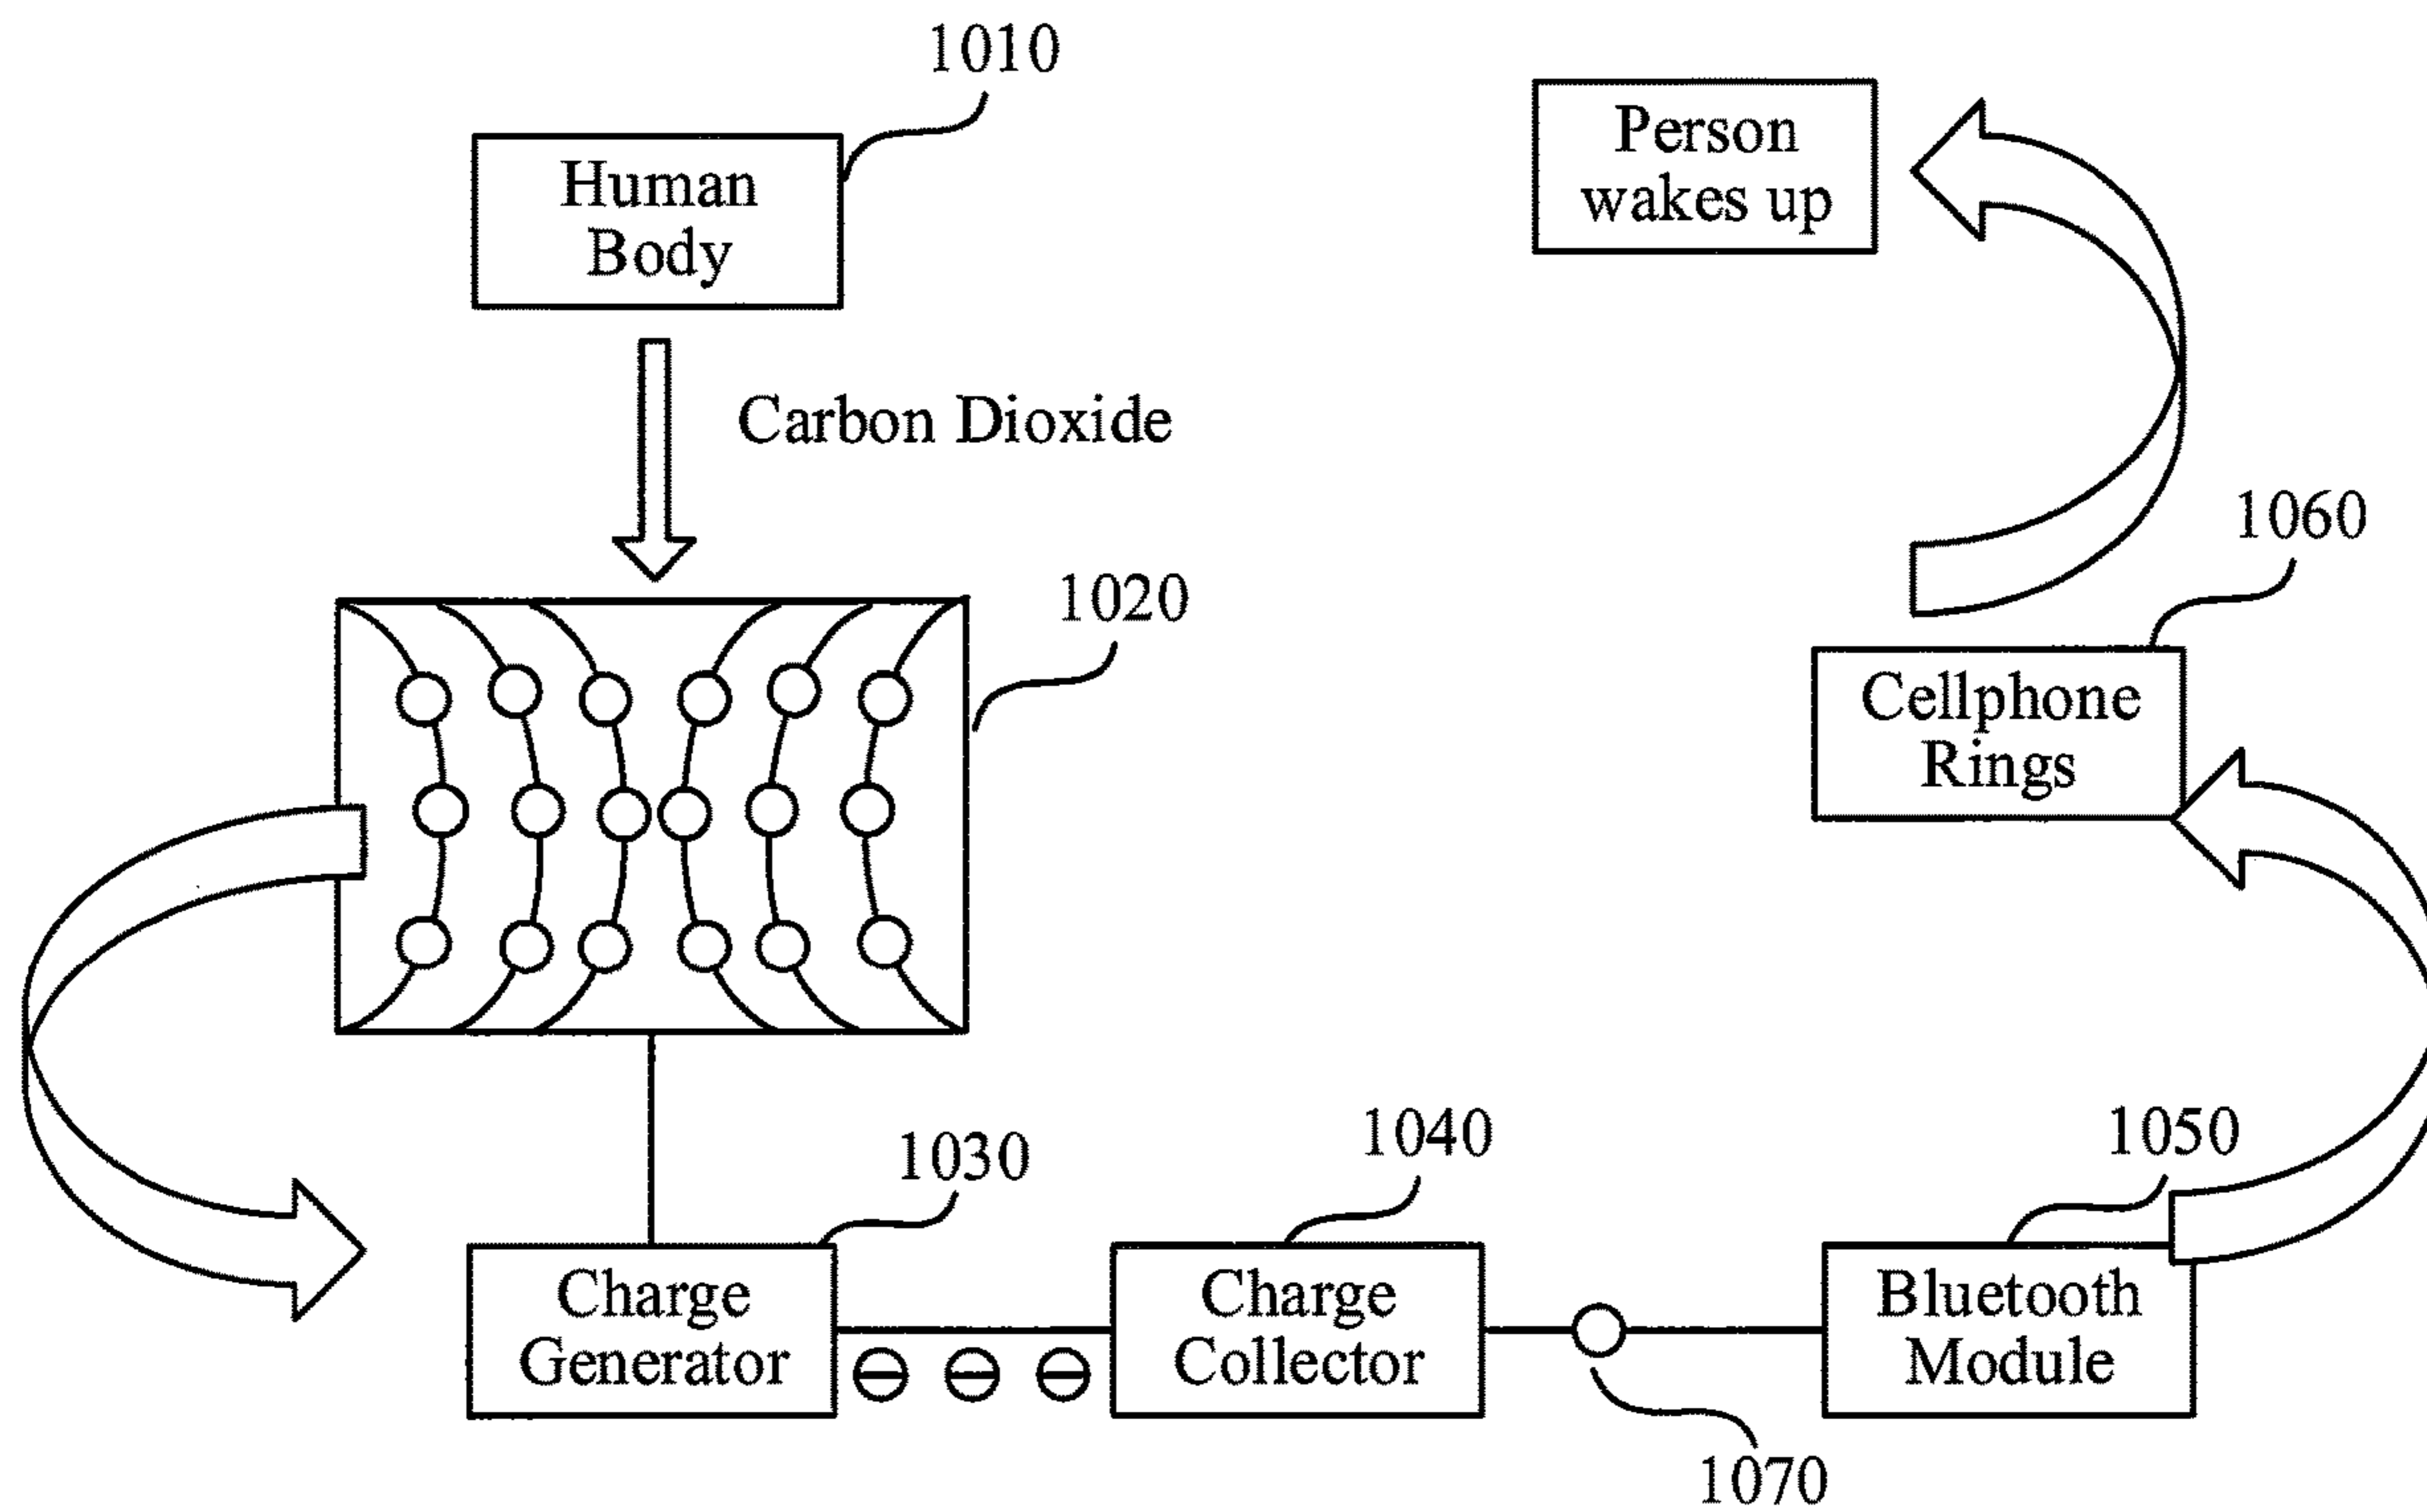 1010
Human
Body
Person
wakes up
Carbon Dioxide
1020
1060
Cellphone
Rings
1030
1040
1050
Charge
Generator
Charge
Collector
Bluetooth
Module
1070